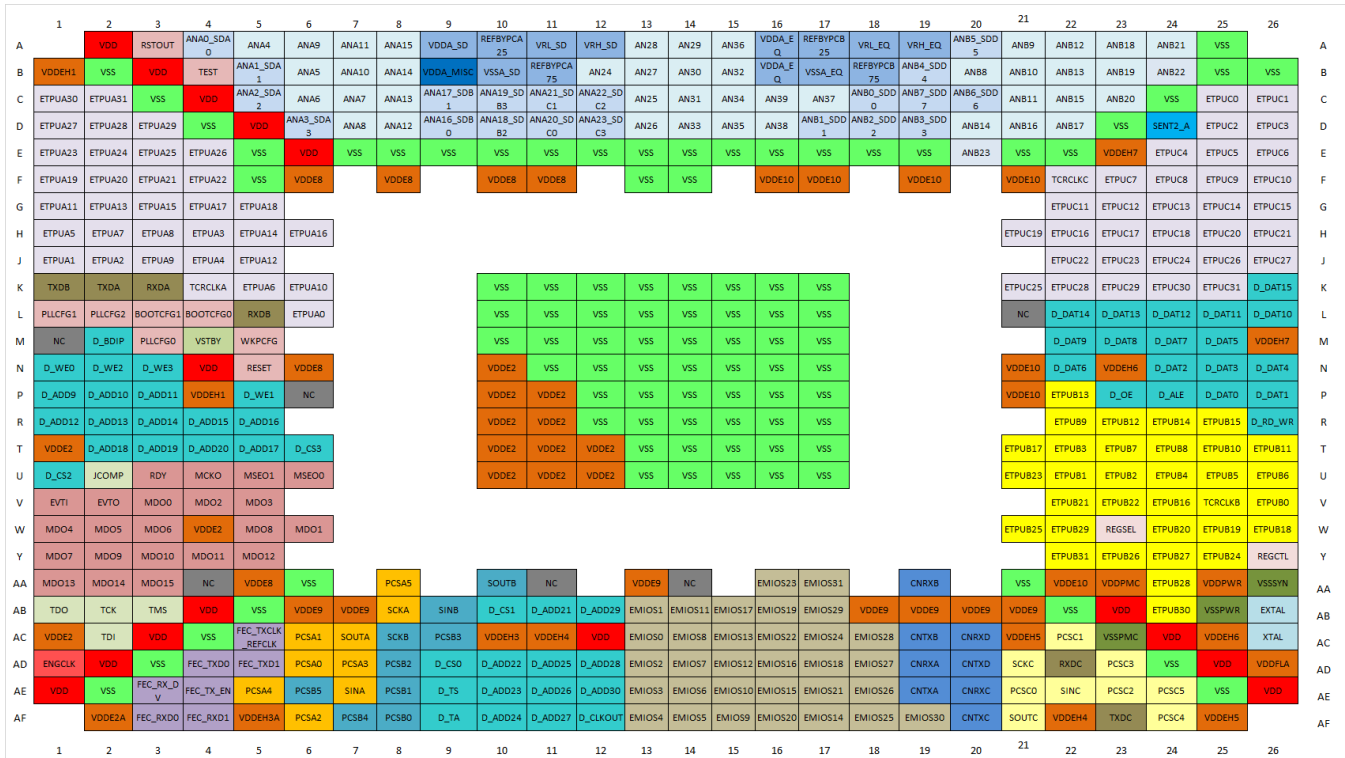 1 2 3 4 5 6 7 8 9 10 11 12 13 14 15 16 17 18 19 20 21 22 23 24 25 26
A VDD RSTOUT ANA0_SDA0 ANA4 ANA9 ANA11 ANA15 VDDA_SD REFBYPCA25 VRL_SD VRH_SD AN28 AN29 AN36 VDDA_EQ REFBYPCB25 VRL_EQ VRH_EQ ANB5_SDD5 ANB9 ANB12 ANB18 ANB21 VSS A
B VDDEH1 VSS VDD TEST ANA1_SDA1 ANA5 ANA10 ANA14 VDDA_MISC VSSA_SD REFBYPCA75 AN24 AN27 AN30 AN32 VDDA_EQ VSSA_EQ REFBYPCB75 ANB4_SDD4 ANB8 ANB10 ANB13 ANB19 ANB22 VSS VSS B
C ETPUA30 ETPUA31 VSS VDD ANA2_SDA2 ANA6 ANA7 ANA13 ANA17_SDB1 ANA19_SDB3 ANA21_SDC1 ANA22_SDC2 AN25 AN31 AN34 AN39 AN37 ANB0_SDD0 ANB7_SDD7 ANB6_SDD6 ANB11 ANB15 ANB20 VSS ETPUC0 ETPUC1 C
D ETPUA27 ETPUA28 ETPUA29 VSS VDD ANA3_SDA3 ANA8 ANA12 ANA16_SDB0 ANA18_SDB2 ANA20_SDC0 ANA23_SDC3 AN26 AN33 AN35 AN38 ANB1_SDD1 ANB2_SDD2 ANB3_SDD3 ANB14 ANB16 ANB17 VSS SENT2_A ETPUC2 ETPUC3 D
E ETPUA23 ETPUA24 ETPUA25 ETPUA26 VSS VDD VSS VSS VSS VSS VSS VSS VSS VSS VSS VSS VSS VSS VSS ANB23 VSS VSS VDDEH7 ETPUC4 ETPUC5 ETPUC6 E
F ETPUA19 ETPUA20 ETPUA21 ETPUA22 VSS VDDE8 VDDE8 VDDE8 VDDE8 VSS VSS VDDE10 VDDE10 VDDE10 VDDE10 TCRCLKC ETPUC7 ETPUC8 ETPUC9 ETPUC10 F
G ETPUA11 ETPUA13 ETPUA15 ETPUA17 ETPUA18 ETPUC11 ETPUC12 ETPUC13 ETPUC14 ETPUC15 G
H ETPUA5 ETPUA7 ETPUA8 ETPUA3 ETPUA14 ETPUA16 ETPUC19 ETPUC16 ETPUC17 ETPUC18 ETPUC20 ETPUC21 H
J ETPUA1 ETPUA2 ETPUA9 ETPUA4 ETPUA12 ETPUC22 ETPUC23 ETPUC24 ETPUC26 ETPUC27 J
K TXDB TXDA RXDA TCRCLKA ETPUA6 ETPUA10 VSS VSS VSS VSS VSS VSS VSS VSS ETPUC25 ETPUC28 ETPUC29 ETPUC30 ETPUC31 D_DAT15 K
L PLLCFG1 PLLCFG2 BOOTCFG1 BOOTCFG0 RXDB ETPUA0 VSS VSS VSS VSS VSS VSS VSS VSS NC D_DAT14 D_DAT13 D_DAT12 D_DAT11 D_DAT10 L
M NC D_BDIP PLLCFG0 VSTBY WKPCFG VSS VSS VSS VSS VSS VSS VSS VSS D_DAT9 D_DAT8 D_DAT7 D_DAT5 VDDEH7 M
N D_WE0 D_WE2 D_WE3 VDD RESET VDDE8 VDDE2 VSS VSS VSS VSS VSS VSS VSS VDDE10 D_DAT6 VDDEH6 D_DAT2 D_DAT3 D_DAT4 N
P D_ADD9 D_ADD10 D_ADD11 VDDEH1 D_WE1 NC VDDE2 VDDE2 VSS VSS VSS VSS VSS VSS VDDE10 ETPUB13 D_OE D_ALE D_DAT0 D_DAT1 P
R D_ADD12 D_ADD13 D_ADD14 D_ADD15 D_ADD16 VDDE2 VDDE2 VSS VSS VSS VSS VSS VSS ETPUB9 ETPUB12 ETPUB14 ETPUB15 D_RD_WR R
T VDDE2 D_ADD18 D_ADD19 D_ADD20 D_ADD17 D_CS3 VDDE2 VDDE2 VDDE2 VSS VSS VSS VSS VSS ETPUB17 ETPUB3 ETPUB7 ETPUB8 ETPUB10 ETPUB11 T
U D_CS2 JCOMP RDY MCKO MSEO1 MSEO0 VDDE2 VDDE2 VDDE2 VSS VSS VSS VSS VSS ETPUB23 ETPUB1 ETPUB2 ETPUB4 ETPUB5 ETPUB6 U
V EVTI EVTO MDO0 MDO2 MDO3 ETPUB21 ETPUB22 ETPUB16 TCRCLKB ETPUB0 V
W MDO4 MDO5 MDO6 VDDE2 MDO8 MDO1 ETPUB25 ETPUB29 REGSEL ETPUB20 ETPUB19 ETPUB18 W
Y MDO7 MDO9 MDO10 MDO11 MDO12 ETPUB31 ETPUB26 ETPUB27 ETPUB24 REGCTL Y
AA MDO13 MDO14 MDO15 NC VDDE8 VSS PCSA5 SOUTB NC VDDE9 NC EMIOS23 EMIOS31 CNRXB VSS VDDE10 VDDPMC ETPUB28 VDDPWR VSSSYN AA
AB TDO TCK TMS VDD VSS VDDE9 VDDE9 SCKA SINB D_CS1 D_ADD21 D_ADD29 EMIOS1 EMIOS11 EMIOS17 EMIOS19 EMIOS29 VDDE9 VDDE9 VDDE9 VDDE9 VSS VDD ETPUB30 VSSPWR EXTAL AB
AC VDDE2 TDI VDD VSS FEC_TXCLK_REFCLK PCSA1 SOUTA SCKB PCSB3 VDDEH3 VDDEH4 VDD EMIOS0 EMIOS8 EMIOS13 EMIOS22 EMIOS24 EMIOS28 CNTXB CNRXD VDDEH5 PCSC1 VSSPMC VDD VDDEH6 XTAL AC
AD ENGCLK VDD VSS FEC_TXD0 FEC_TXD1 PCSA0 PCSA3 PCSB2 D_CS0 D_ADD22 D_ADD25 D_ADD28 EMIOS2 EMIOS7 EMIOS12 EMIOS16 EMIOS18 EMIOS27 CNRXA CNTXD SCKC RXDC PCSC3 VSS VDD VDDFLA AD
AE VDD VSS FEC_RX_DV FEC_TX_EN PCSA4 PCSB5 SINA PCSB1 D_TS D_ADD23 D_ADD26 D_ADD30 EMIOS3 EMIOS6 EMIOS10 EMIOS15 EMIOS21 EMIOS26 CNTXA CNRXC PCSC0 SINC PCSC2 PCSC5 VSS VDD AE
AF VDDE2A FEC_RXD0 FEC_RXD1 VDDEH3A PCSA2 PCSB4 PCSB0 D_TA D_ADD24 D_ADD27 D_CLKOUT EMIOS4 EMIOS5 EMIOS9 EMIOS20 EMIOS14 EMIOS25 EMIOS30 CNTXC SOUTC VDDEH4 TXDC PCSC4 VDDEH5 AF
1 2 3 4 5 6 7 8 9 10 11 12 13 14 15 16 17 18 19 20 21 22 23 24 25 26